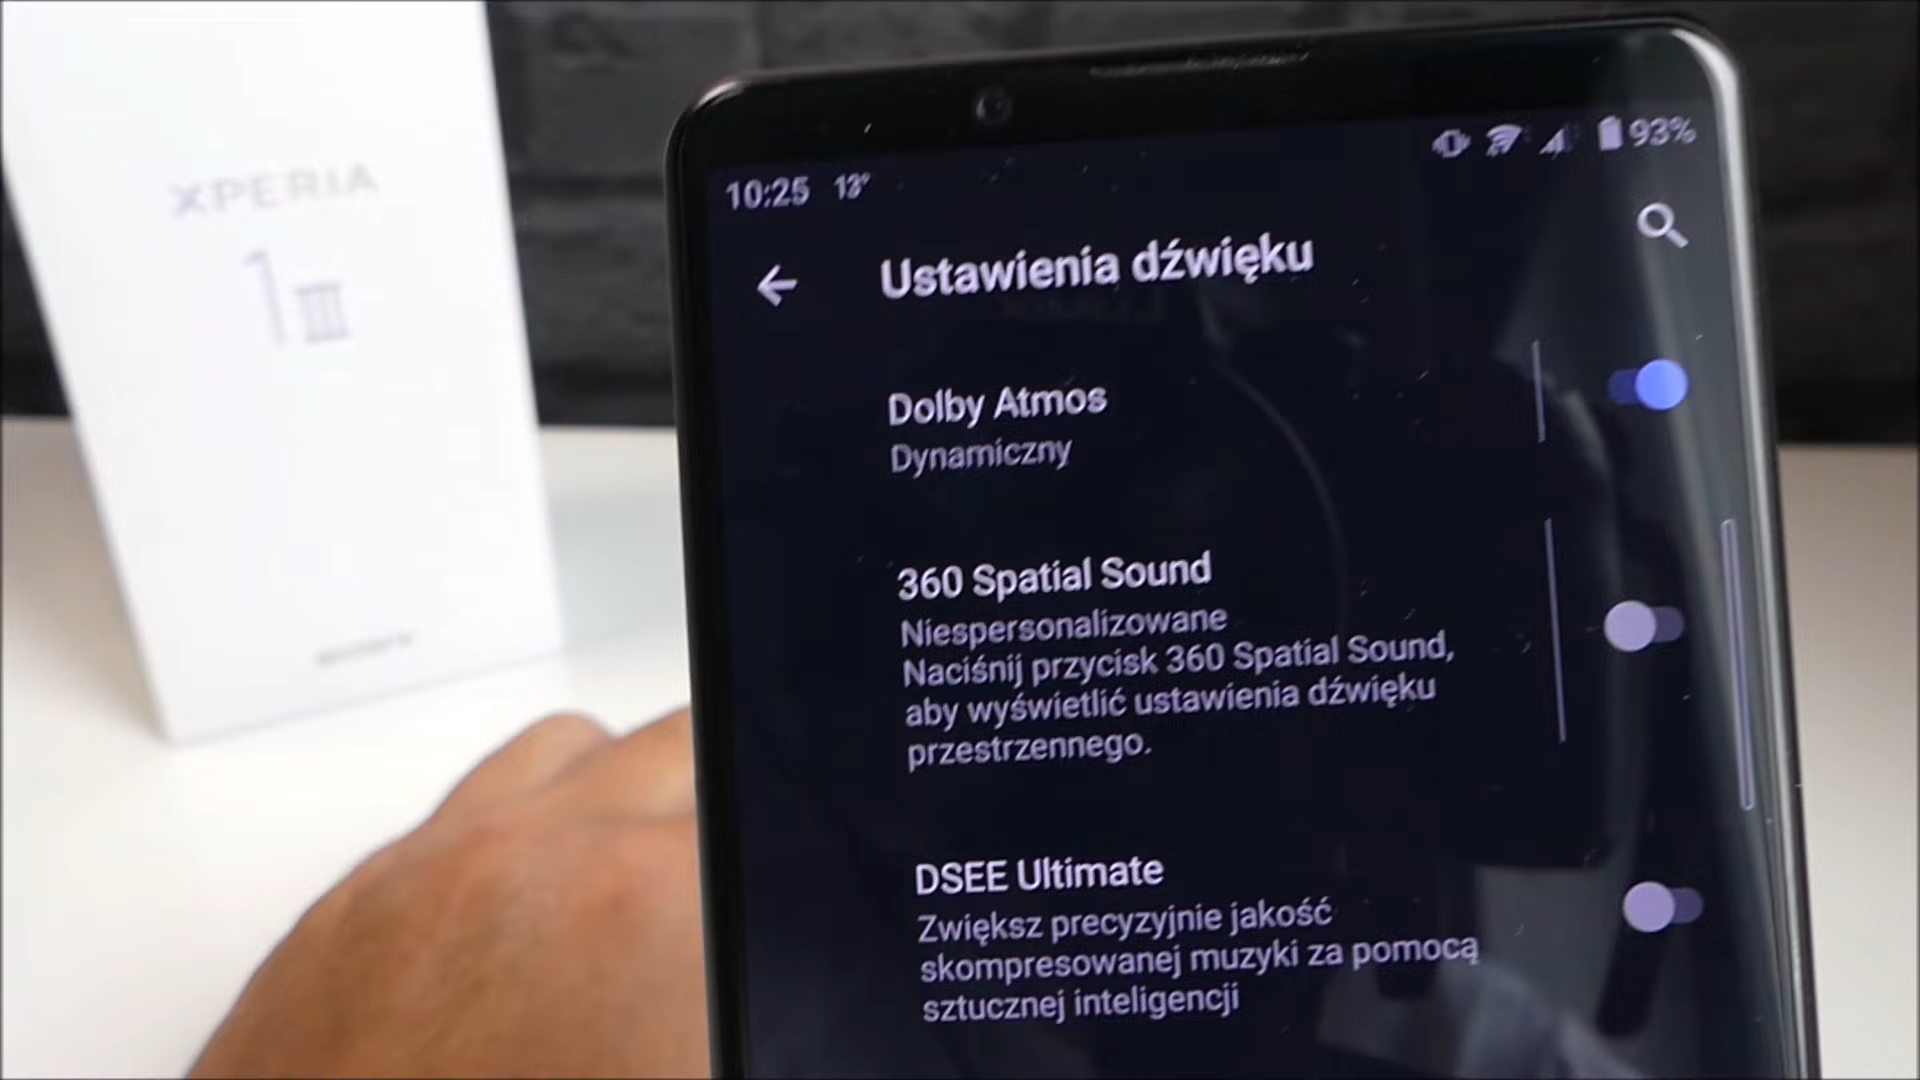 XPERIA
1 III
10:25 13°
93%
Ustawienia dźwięku
Dolby Atmos
Dynamiczny
360 Spatial Sound
Niespersonalizowane
Naciśnij przycisk 360 Spatial Sound,
aby wyświetlić ustawienia dźwięku
przestrzennego.
DSEE Ultimate
Zwiększ precyzyjnie jakość
skompresowanej muzyki za pomocą
sztucznej inteligencji